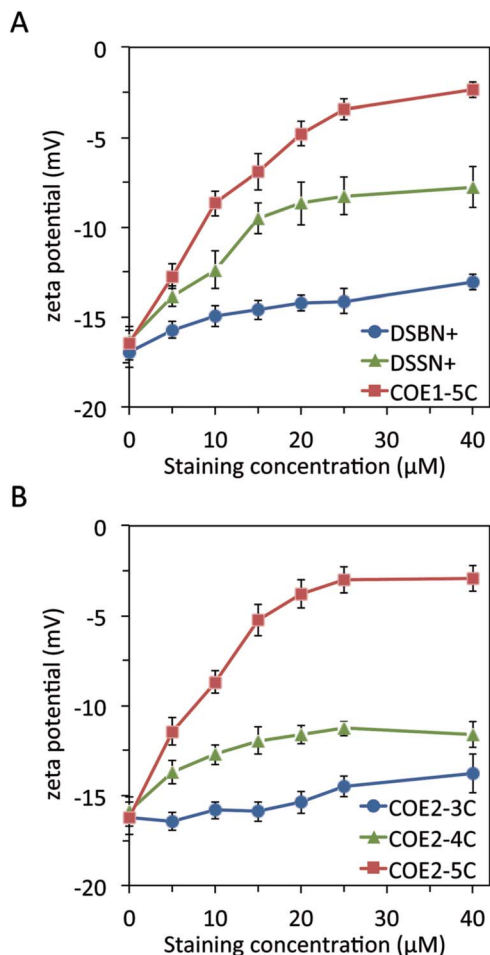 A
0
-5
-10
-15
-20
zeta potential (mV)
DSBN+
DSSN+
COE1-5C
0 10 20 30 40
Staining concentration (μM)
B
0
-5
-10
-15
-20
zeta potential (mV)
COE2-3C
COE2-4C
COE2-5C
0 10 20 30 40
Staining concentration (μM)